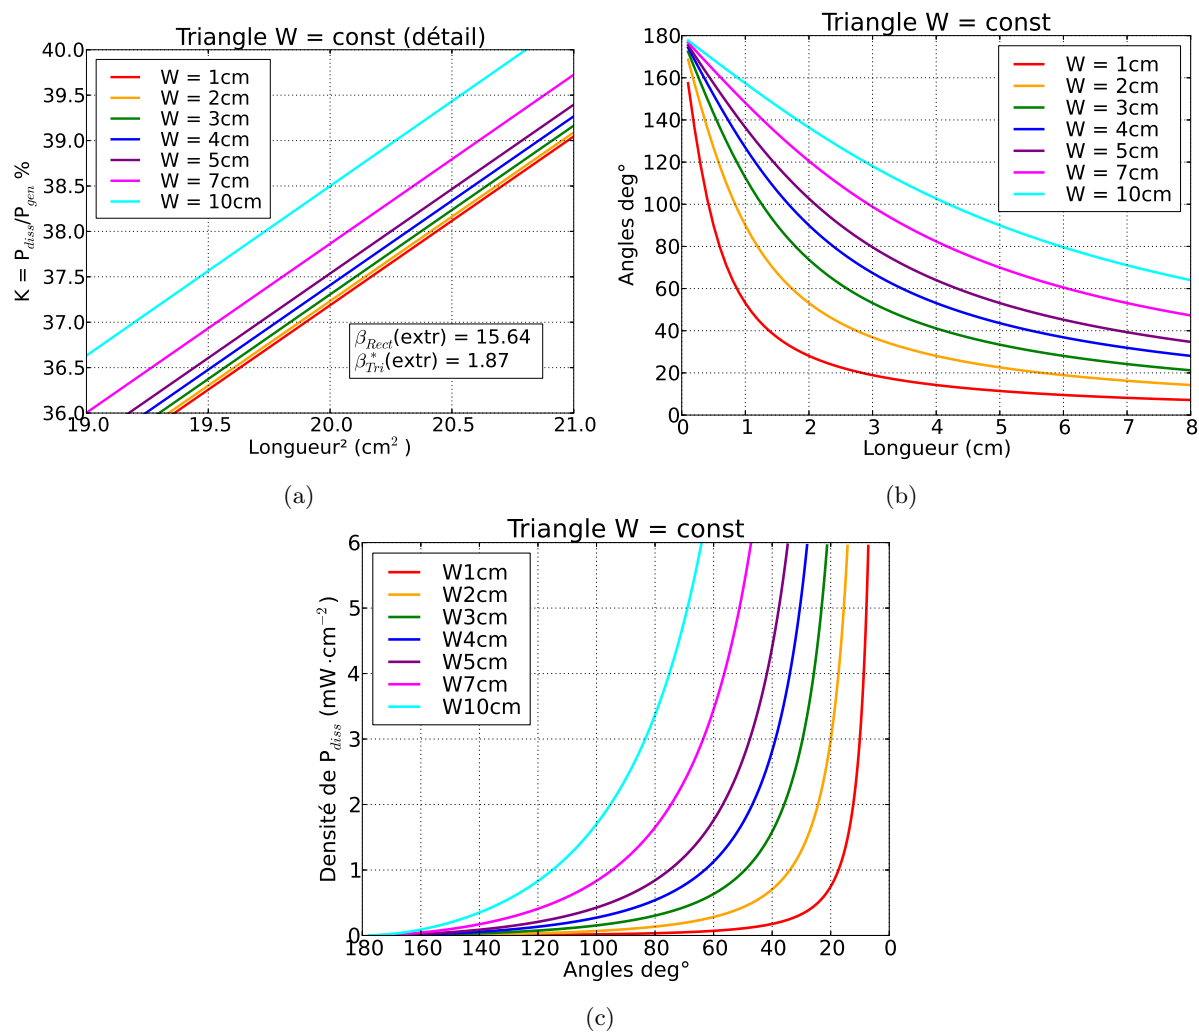 Triangle W = const (détail)
K = P_diss/P_gen %
40.0
39.5
39.0
38.5
38.0
37.5
37.0
36.5
36.0
W = 1cm
W = 2cm
W = 3cm
W = 4cm
W = 5cm
W = 7cm
W = 10cm
β_Rect(extr) = 15.64
β*_Tri(extr) = 1.87
19.0 19.5 20.0 20.5 21.0
Longueur² (cm²)
(a)
Triangle W = const
Angles deg°
180
160
140
120
100
80
60
40
20
0
W = 1cm
W = 2cm
W = 3cm
W = 4cm
W = 5cm
W = 7cm
W = 10cm
0 1 2 3 4 5 6 7 8
Longueur (cm)
(b)
Triangle W = const
Densité de P_diss (mW·cm⁻²)
6
5
4
3
2
1
0
W1cm
W2cm
W3cm
W4cm
W5cm
W7cm
W10cm
180 160 140 120 100 80 60 40 20 0
Angles deg°
(c)